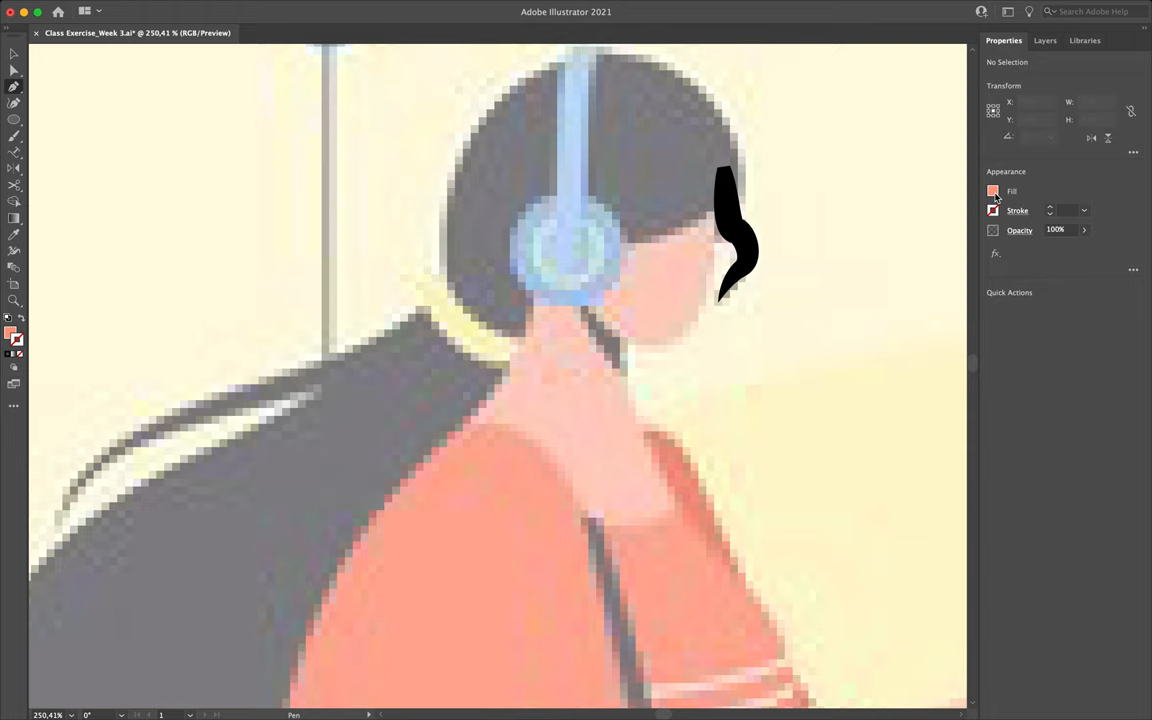 Adobe Illustrator 2021
Search Adobe Help
× Class Exercise_Week 3.ai* @ 250,41 % (RGB/Preview)
Properties Layers Libraries
No Selection
Transform
X: W:
Y: H:
Appearance
Fill
Stroke
Opacity 100%
fx.
Quick Actions
250,41% 0° 1 Pen